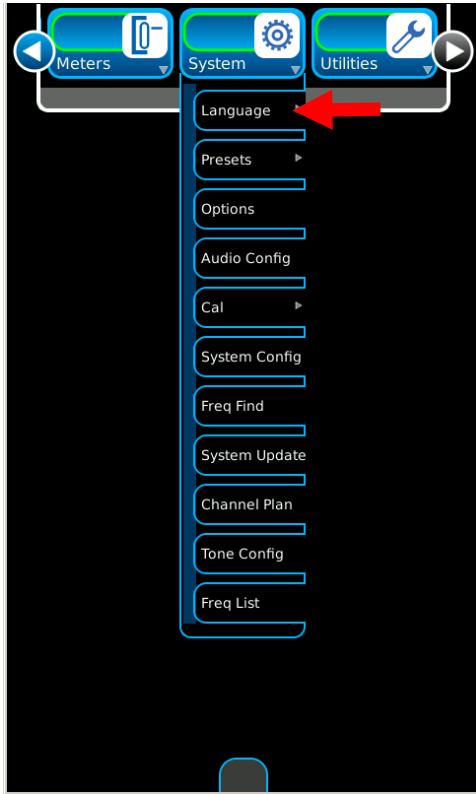 Meters
System
Utilities
Language
Presets
Options
Audio Config
Cal
System Config
Freq Find
System Update
Channel Plan
Tone Config
Freq List